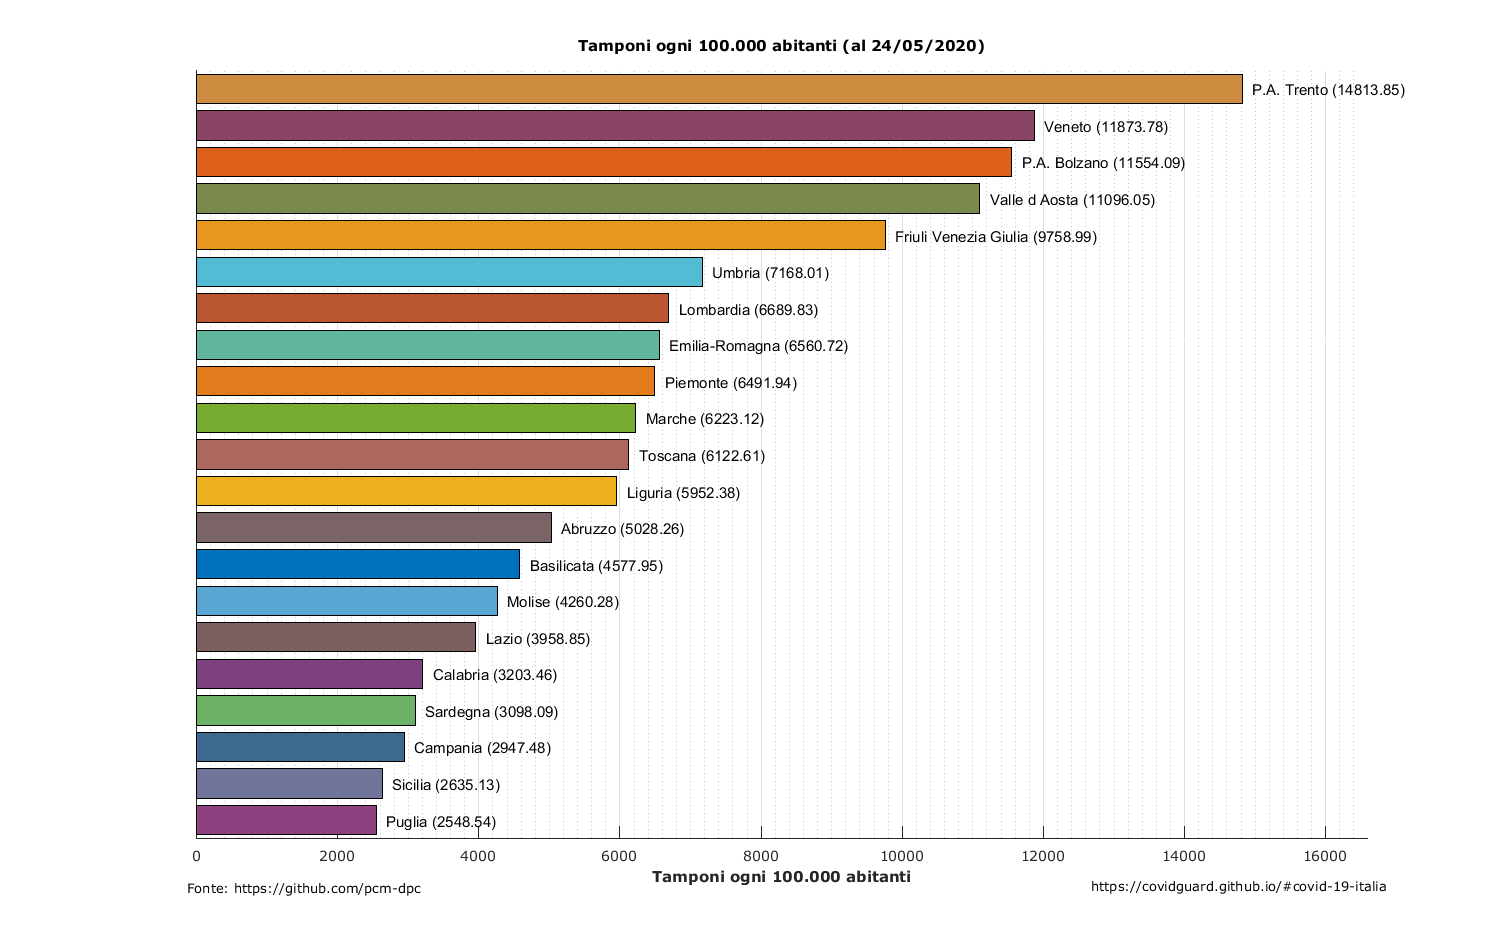 Tamponi ogni 100.000 abitanti (al 24/05/2020)
P.A. Trento (14813.85)
Veneto (11873.78)
P.A. Bolzano (11554.09)
Valle d Aosta (11096.05)
Friuli Venezia Giulia (9758.99)
Umbria (7168.01)
Lombardia (6689.83)
Emilia-Romagna (6560.72)
Piemonte (6491.94)
Marche (6223.12)
Toscana (6122.61)
Liguria (5952.38)
Abruzzo (5028.26)
Basilicata (4577.95)
Molise (4260.28)
Lazio (3958.85)
Calabria (3203.46)
Sardegna (3098.09)
Campania (2947.48)
Sicilia (2635.13)
Puglia (2548.54)
0 2000 4000 6000 8000 10000 12000 14000 16000
Tamponi ogni 100.000 abitanti
Fonte: https://github.com/pcm-dpc
https://covidguard.github.io/#covid-19-italia